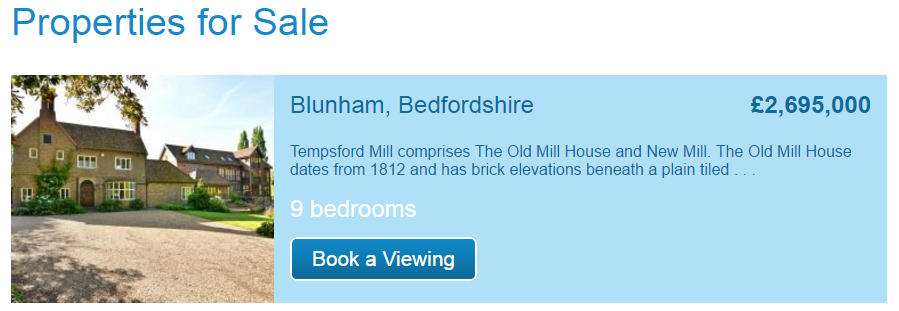 Properties for Sale
Blunham, Bedfordshire
£2,695,000
Tempsford Mill comprises The Old Mill House and New Mill. The Old Mill House
dates from 1812 and has brick elevations beneath a plain tiled . . .
9 bedrooms
Book a Viewing